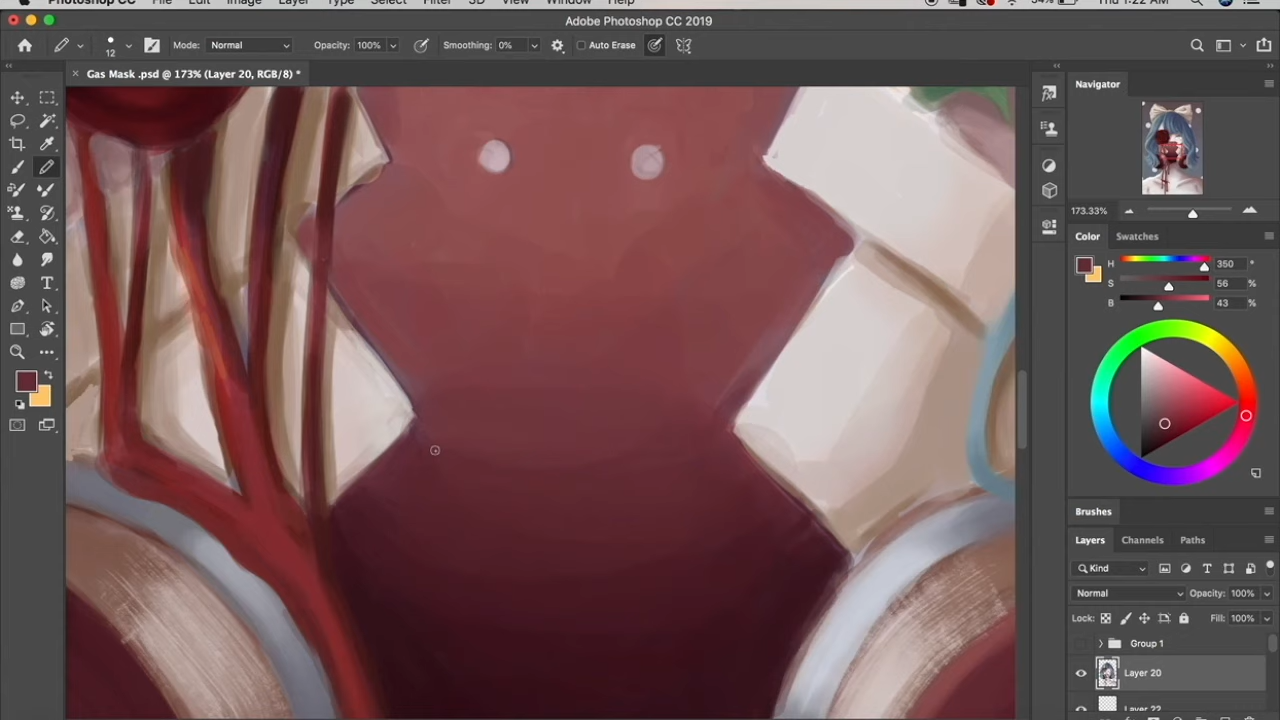 Photoshop CC File Edit Image Layer Type Select Filter 3D View Window Help 54% Thu 1:22 AM
Adobe Photoshop CC 2019
12 Mode: Normal Opacity: 100% Smoothing: 0% Auto Erase
× Gas Mask .psd @ 173% (Layer 20, RGB/8) *
Navigator
173.33%
Color Swatches
H 350 °
S 56 %
B 43 %
Brushes
Layers Channels Paths
Kind
Normal Opacity: 100%
Lock: Fill: 100%
Group 1
Layer 20
Layer 22